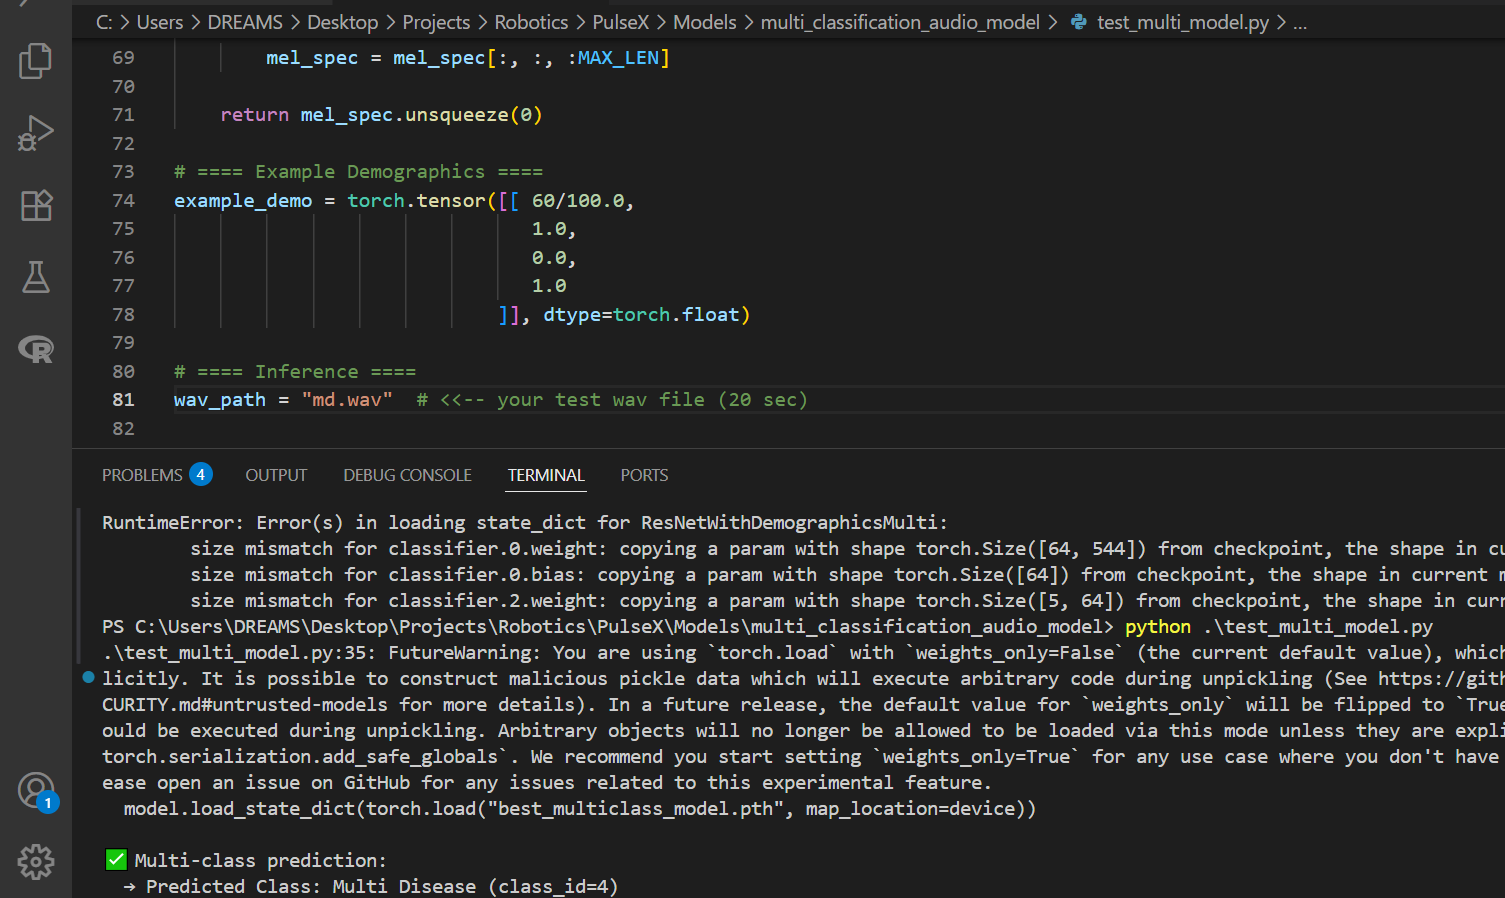 C: > Users > DREAMS > Desktop > Projects > Robotics > PulseX > Models > multi_classification_audio_model > test_multi_model.py > ...
69 mel_spec = mel_spec[:, :, :MAX_LEN]
70
71 return mel_spec.unsqueeze(0)
72
73 # ==== Example Demographics ====
74 example_demo = torch.tensor([[ 60/100.0,
75 1.0,
76 0.0,
77 1.0
78 ]], dtype=torch.float)
79
80 # ==== Inference ====
81 wav_path = "md.wav"  # <<-- your test wav file (20 sec)
82
PROBLEMS 4 OUTPUT DEBUG CONSOLE TERMINAL PORTS
RuntimeError: Error(s) in loading state_dict for ResNetWithDemographicsMulti:
size mismatch for classifier.0.weight: copying a param with shape torch.Size([64, 544]) from checkpoint, the shape in cu
size mismatch for classifier.0.bias: copying a param with shape torch.Size([64]) from checkpoint, the shape in current m
size mismatch for classifier.2.weight: copying a param with shape torch.Size([5, 64]) from checkpoint, the shape in curr
PS C:\Users\DREAMS\Desktop\Projects\Robotics\PulseX\Models\multi_classification_audio_model> python .\test_multi_model.py
.\test_multi_model.py:35: FutureWarning: You are using `torch.load` with `weights_only=False` (the current default value), which
licitly. It is possible to construct malicious pickle data which will execute arbitrary code during unpickling (See https://gith
CURITY.md#untrusted-models for more details). In a future release, the default value for `weights_only` will be flipped to `True
ould be executed during unpickling. Arbitrary objects will no longer be allowed to be loaded via this mode unless they are expli
torch.serialization.add_safe_globals`. We recommend you start setting `weights_only=True` for any use case where you don't have
ease open an issue on GitHub for any issues related to this experimental feature.
model.load_state_dict(torch.load("best_multiclass_model.pth", map_location=device))
✅ Multi-class prediction:
→ Predicted Class: Multi Disease (class_id=4)
1